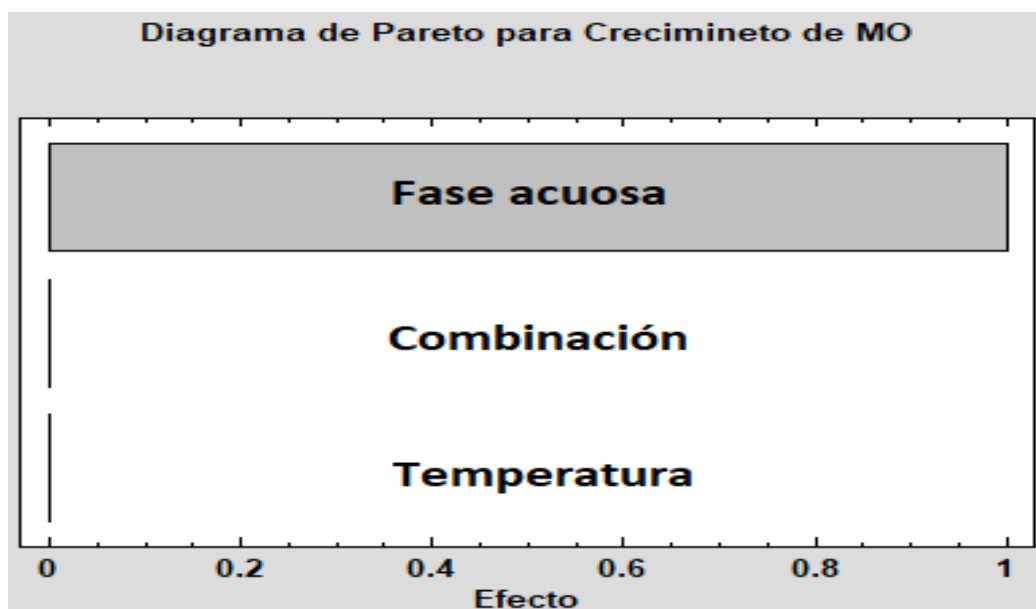 Diagrama de Pareto para Crecimineto de MO
Fase acuosa
Combinación
Temperatura
0 0.2 0.4 0.6 0.8 1
Efecto